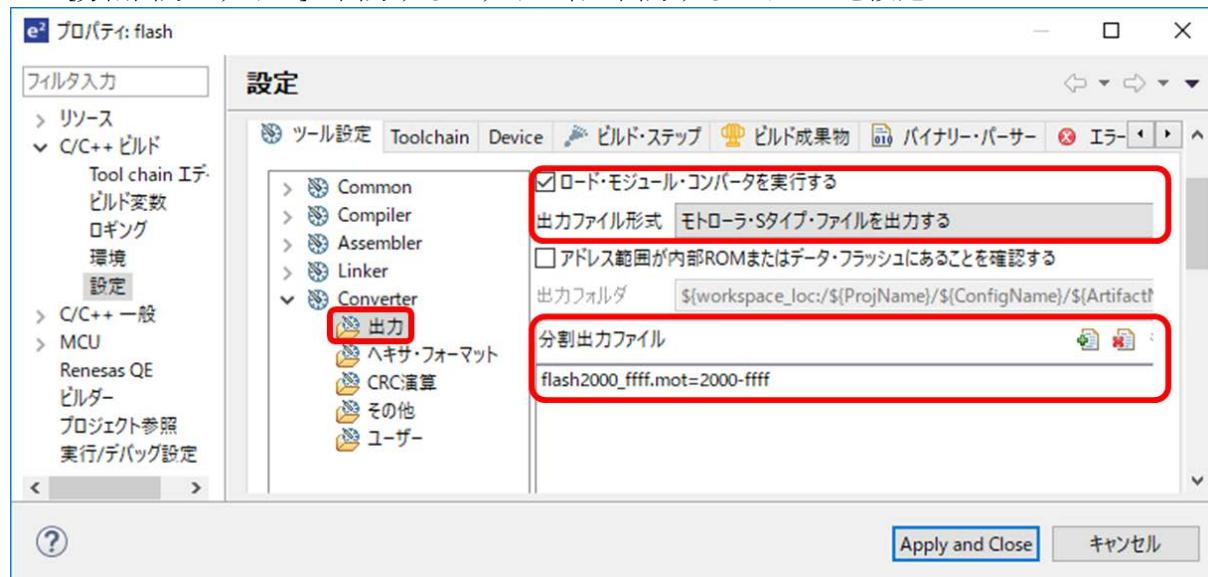 e² プロパティ: flash
フィルタ入力
設定
リソース
C/C++ ビルド
Tool chain エデ
ビルド変数
ロギング
環境
設定
C/C++ 一般
MCU
Renesas QE
ビルダー
プロジェクト参照
実行/デバッグ設定
ツール設定 Toolchain Device ビルド・ステップ ビルド成果物 バイナリー・パーサー エラー
Common
Compiler
Assembler
Linker
Converter
出力
ヘキサ・フォーマット
CRC演算
その他
ユーザー
ロード・モジュール・コンバータを実行する
出力ファイル形式 モトローラ・Sタイプ・ファイルを出力する
アドレス範囲が内部ROMまたはデータ・フラッシュにあることを確認する
出力フォルダ ${workspace_loc:/${ProjName}/${ConfigName}/${Artifact
分割出力ファイル
flash2000_ffff.mot=2000-ffff
Apply and Close キャンセル